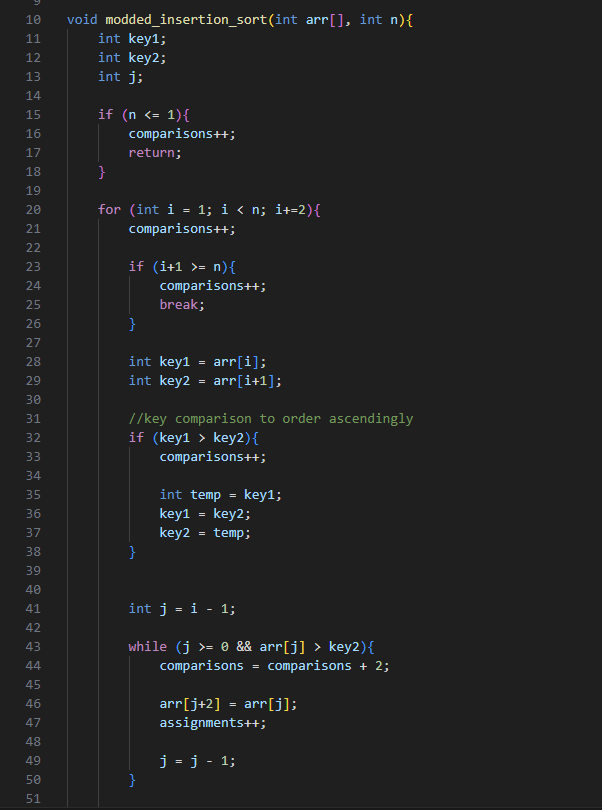 9
10 void modded_insertion_sort(int arr[], int n){
11     int key1;
12     int key2;
13     int j;
14
15     if (n <= 1){
16         comparisons++;
17         return;
18     }
19
20     for (int i = 1; i < n; i+=2){
21         comparisons++;
22
23         if (i+1 >= n){
24             comparisons++;
25             break;
26         }
27
28         int key1 = arr[i];
29         int key2 = arr[i+1];
30
31         //key comparison to order ascendingly
32         if (key1 > key2){
33             comparisons++;
34
35             int temp = key1;
36             key1 = key2;
37             key2 = temp;
38         }
39
40
41         int j = i - 1;
42
43         while (j >= 0 && arr[j] > key2){
44             comparisons = comparisons + 2;
45
46             arr[j+2] = arr[j];
47             assignments++;
48
49             j = j - 1;
50         }
51